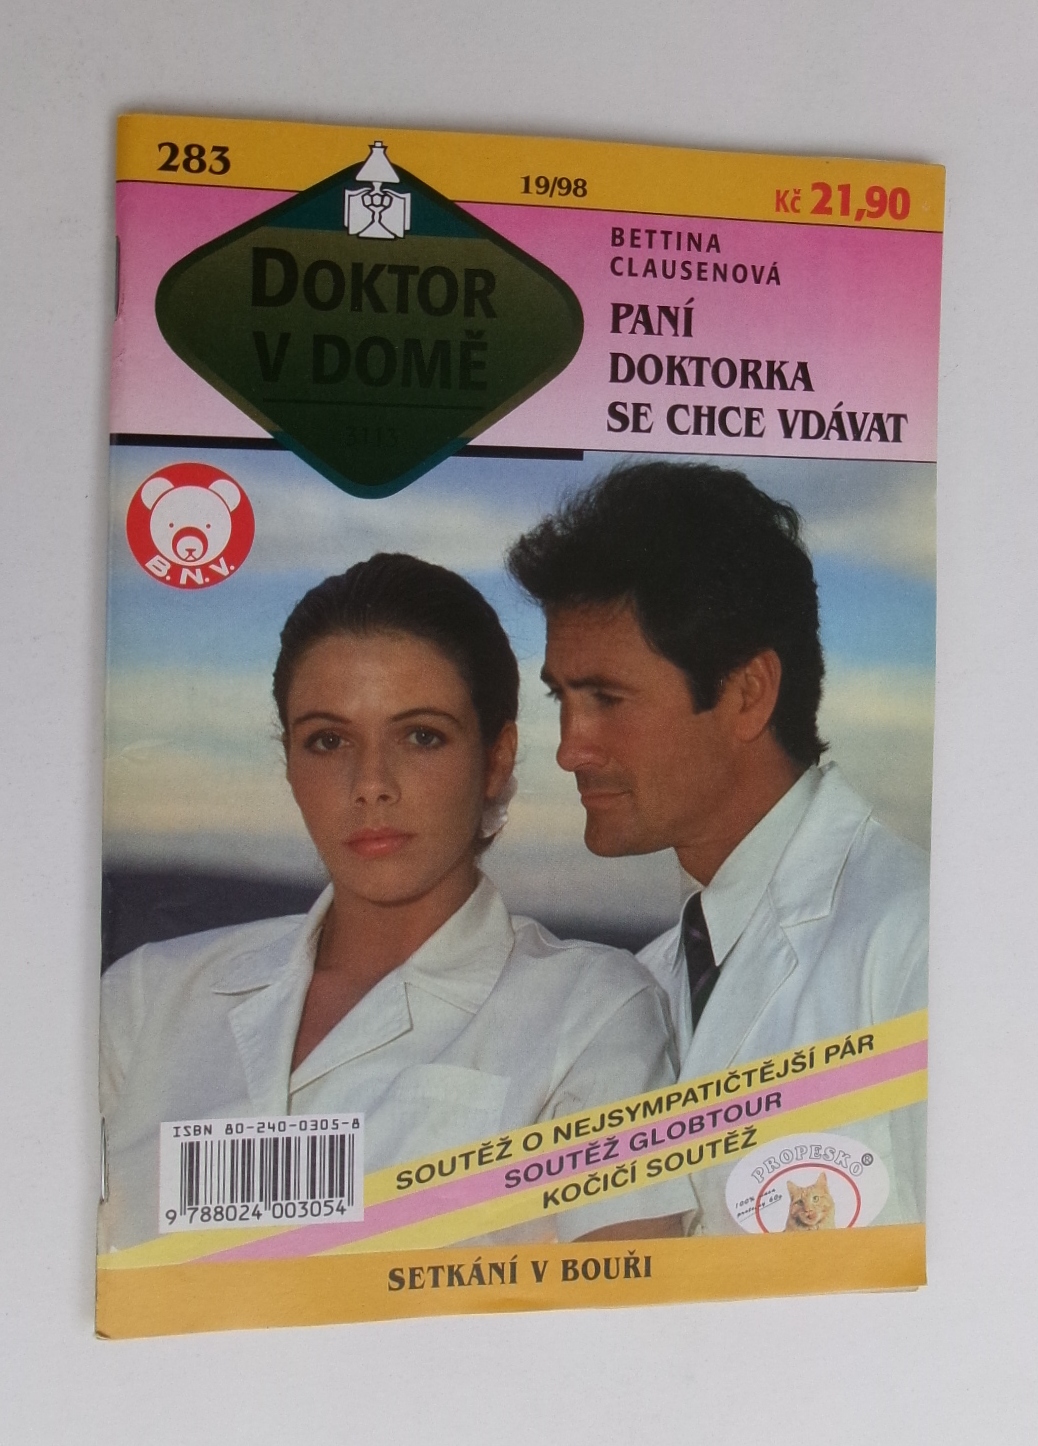 283
19/98
Kč 21,90
DOKTOR
V DOMĚ
BETTINA
CLAUSENOVÁ
PANÍ
DOKTORKA
SE CHCE VDÁVAT
B.N.V.
SOUTĚŽ O NEJSYMPATIČTĚJŠÍ PÁR
SOUTĚŽ GLOBTOUR
KOČIČÍ SOUTĚŽ
PROPESKO®
ISBN 80-240-0305-8
9 788024 003054
SETKÁNÍ V BOUŘI